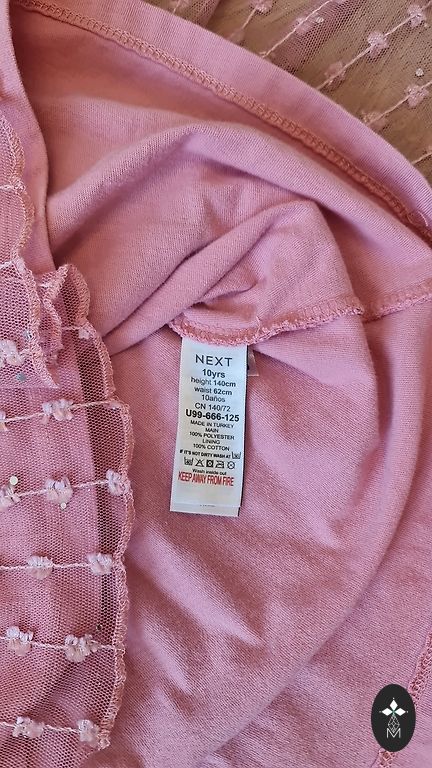 NEXT
10yrs
height 140cm
waist 62cm
10años
CN 140/72
U99-666-125
MADE IN TURKEY
MAIN
100% POLYESTER
LINING
100% COTTON
IF IT'S NOT DIRTY WASH AT
Wash inside out
KEEP AWAY FROM FIRE
M